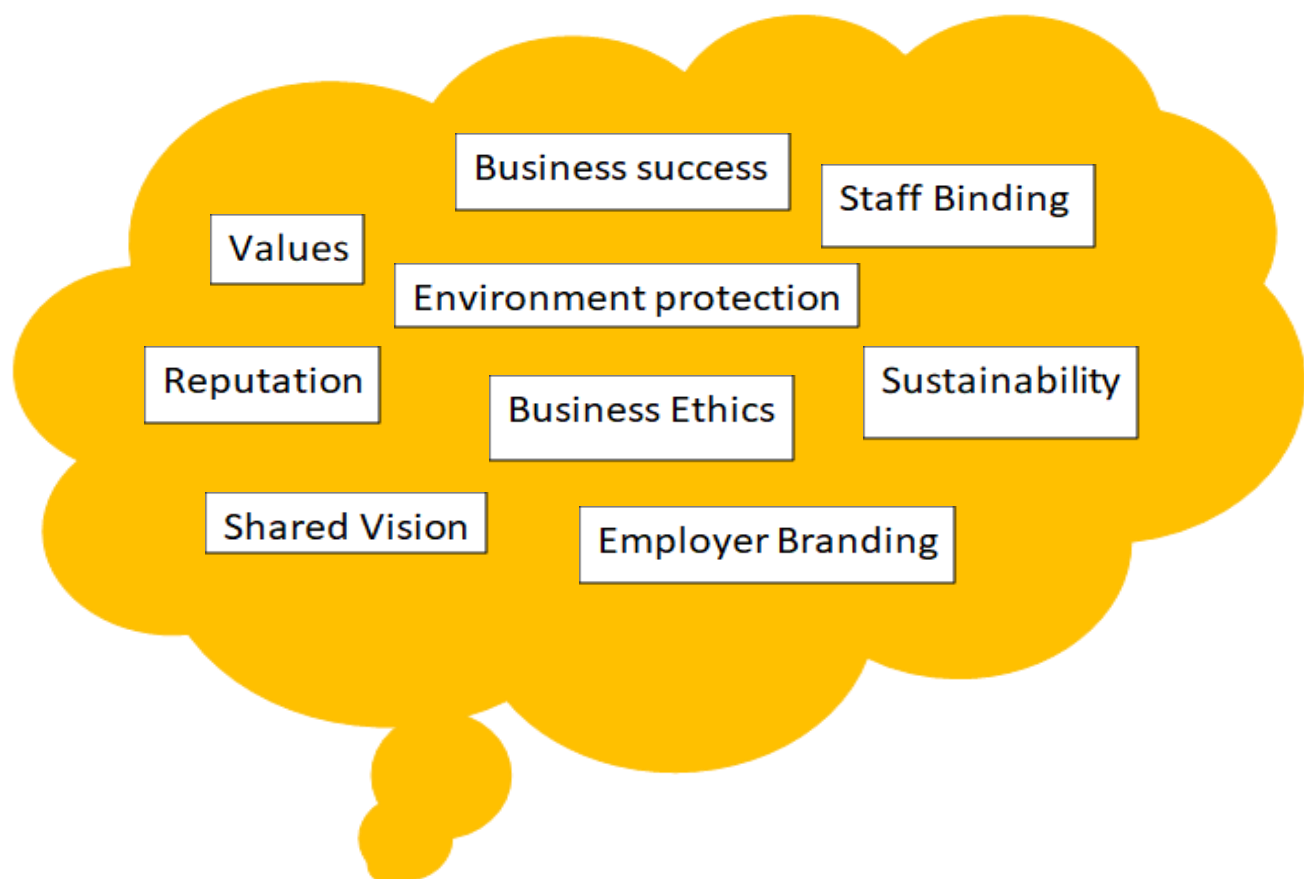 Business success
Staff Binding
Values
Environment protection
Reputation
Sustainability
Business Ethics
Shared Vision
Employer Branding